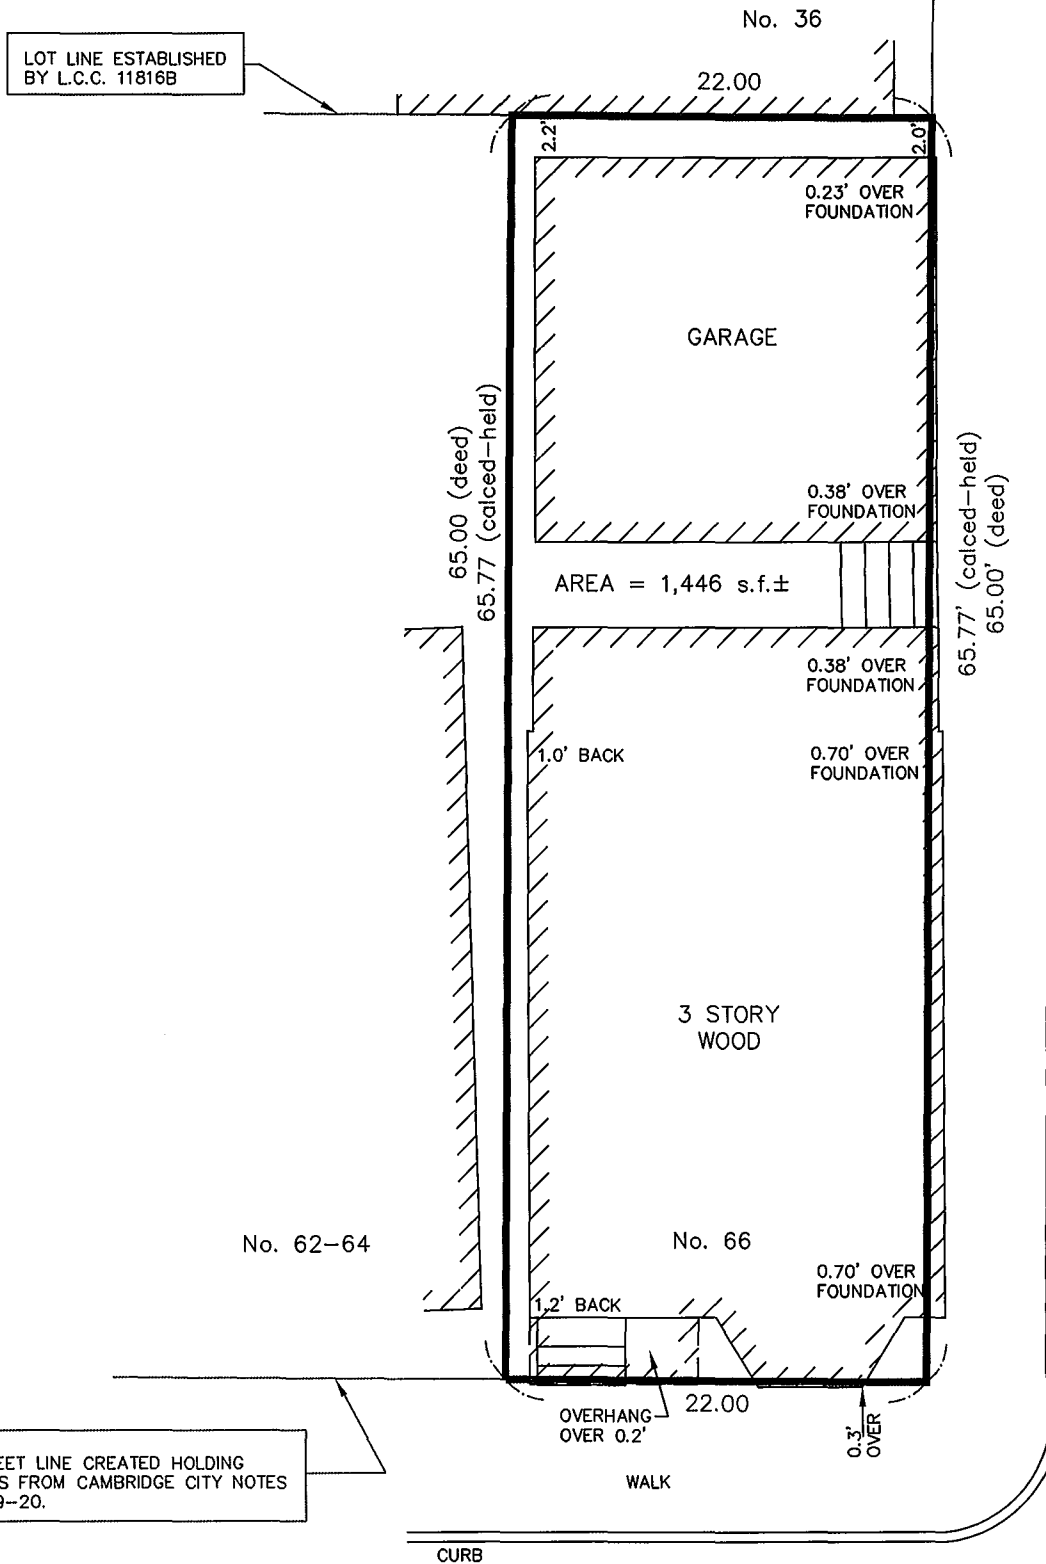 No. 36
LOT LINE ESTABLISHED
BY L.C.C. 11816B
22.00
2.2'
2.0'
0.23' OVER
FOUNDATION
GARAGE
65.00 (deed)
65.77 (calced-held)
65.77' (calced-held)
65.00' (deed)
0.38' OVER
FOUNDATION
AREA = 1,446 s.f.±
0.38' OVER
FOUNDATION
1.0' BACK
0.70' OVER
FOUNDATION
3 STORY
WOOD
No. 62-64
No. 66
0.70' OVER
FOUNDATION
1.2' BACK
22.00
OVERHANG
OVER 0.2'
0.3'
OVER
LINE CREATED HOLDING
FROM CAMBRIDGE CITY NOTES
WALK
CURB